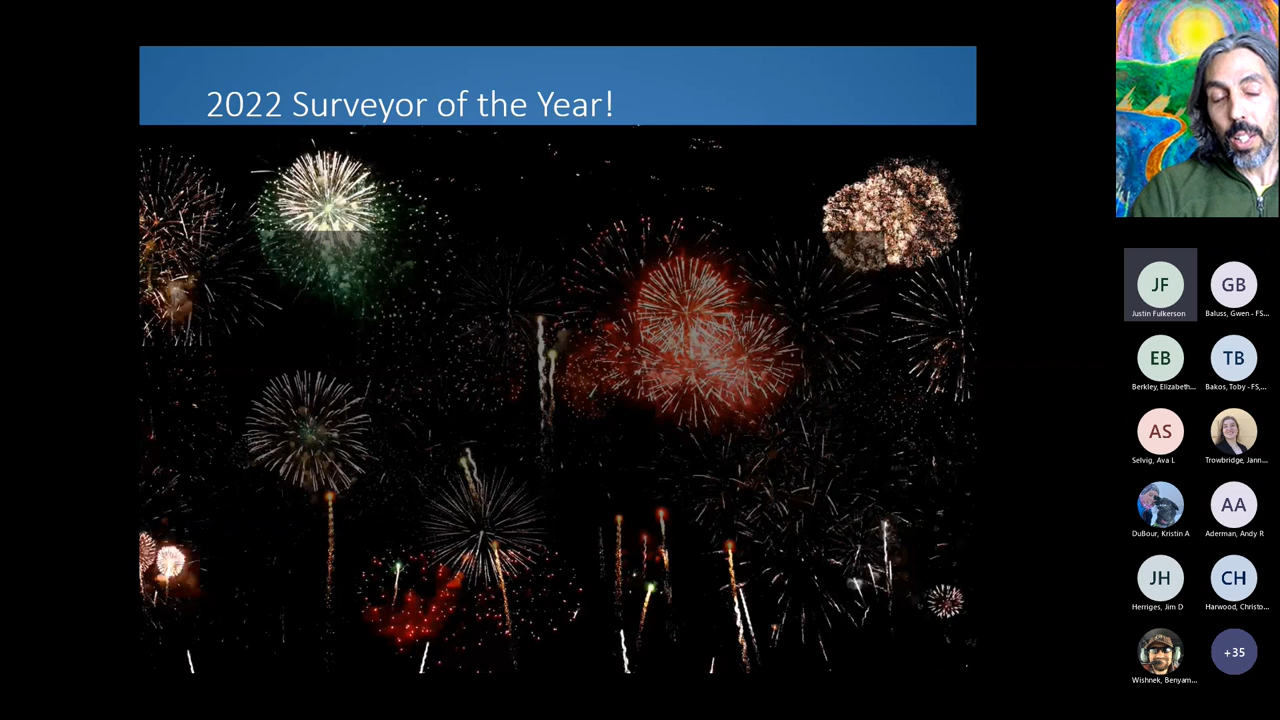 2022 Surveyor of the Year!
JF
GB
Justin Fulkerson
Baluss, Gwen - FS...
EB
TB
Berkley, Elizabeth...
Bakos, Toby - FS,...
AS
Selvig, Ava L
Trowbridge, Jann...
AA
DuBour, Kristin A
Aderman, Andy R
JH
CH
Herriges, Jim D
Harwood, Christo...
+35
Wishnek, Benyam...